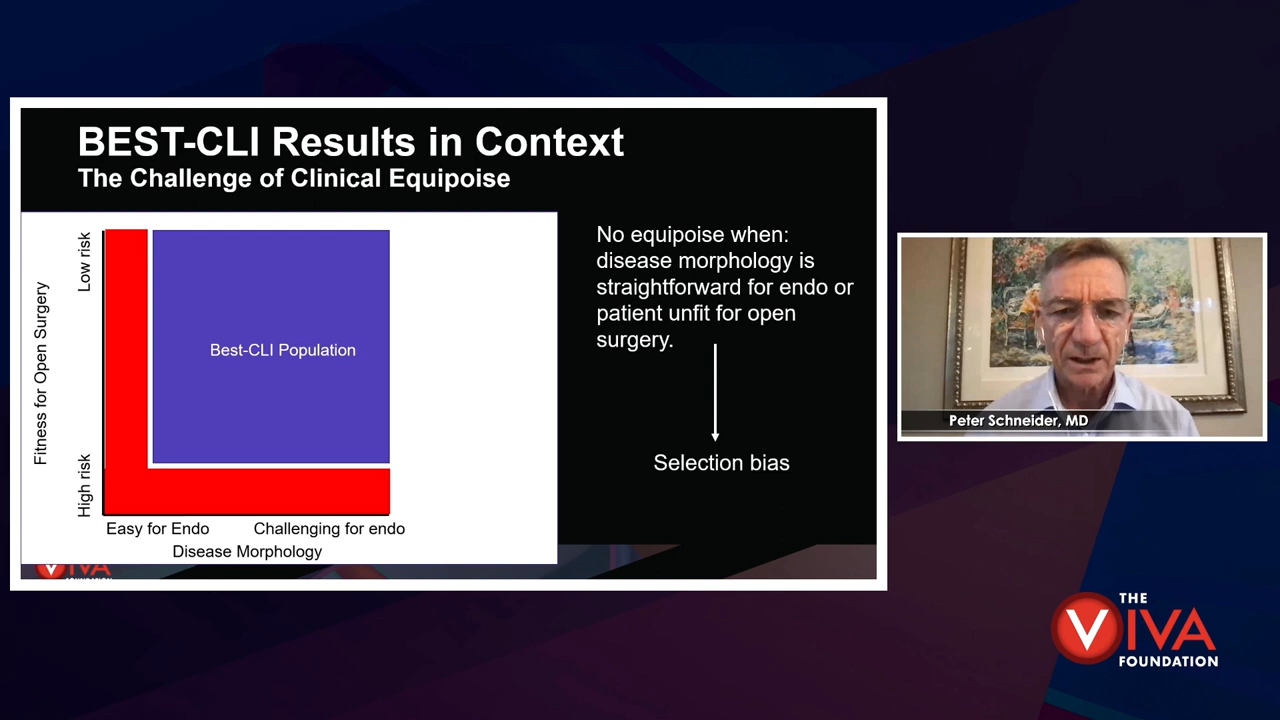 BEST-CLI Results in Context
The Challenge of Clinical Equipoise
Fitness for Open Surgery
Low risk
High risk
Best-CLI Population
Easy for Endo
Challenging for endo
Disease Morphology
No equipoise when:
disease morphology is
straightforward for endo or
patient unfit for open
surgery.
Selection bias
VIVA
Peter Schneider, MD
THE
VIVA
FOUNDATION